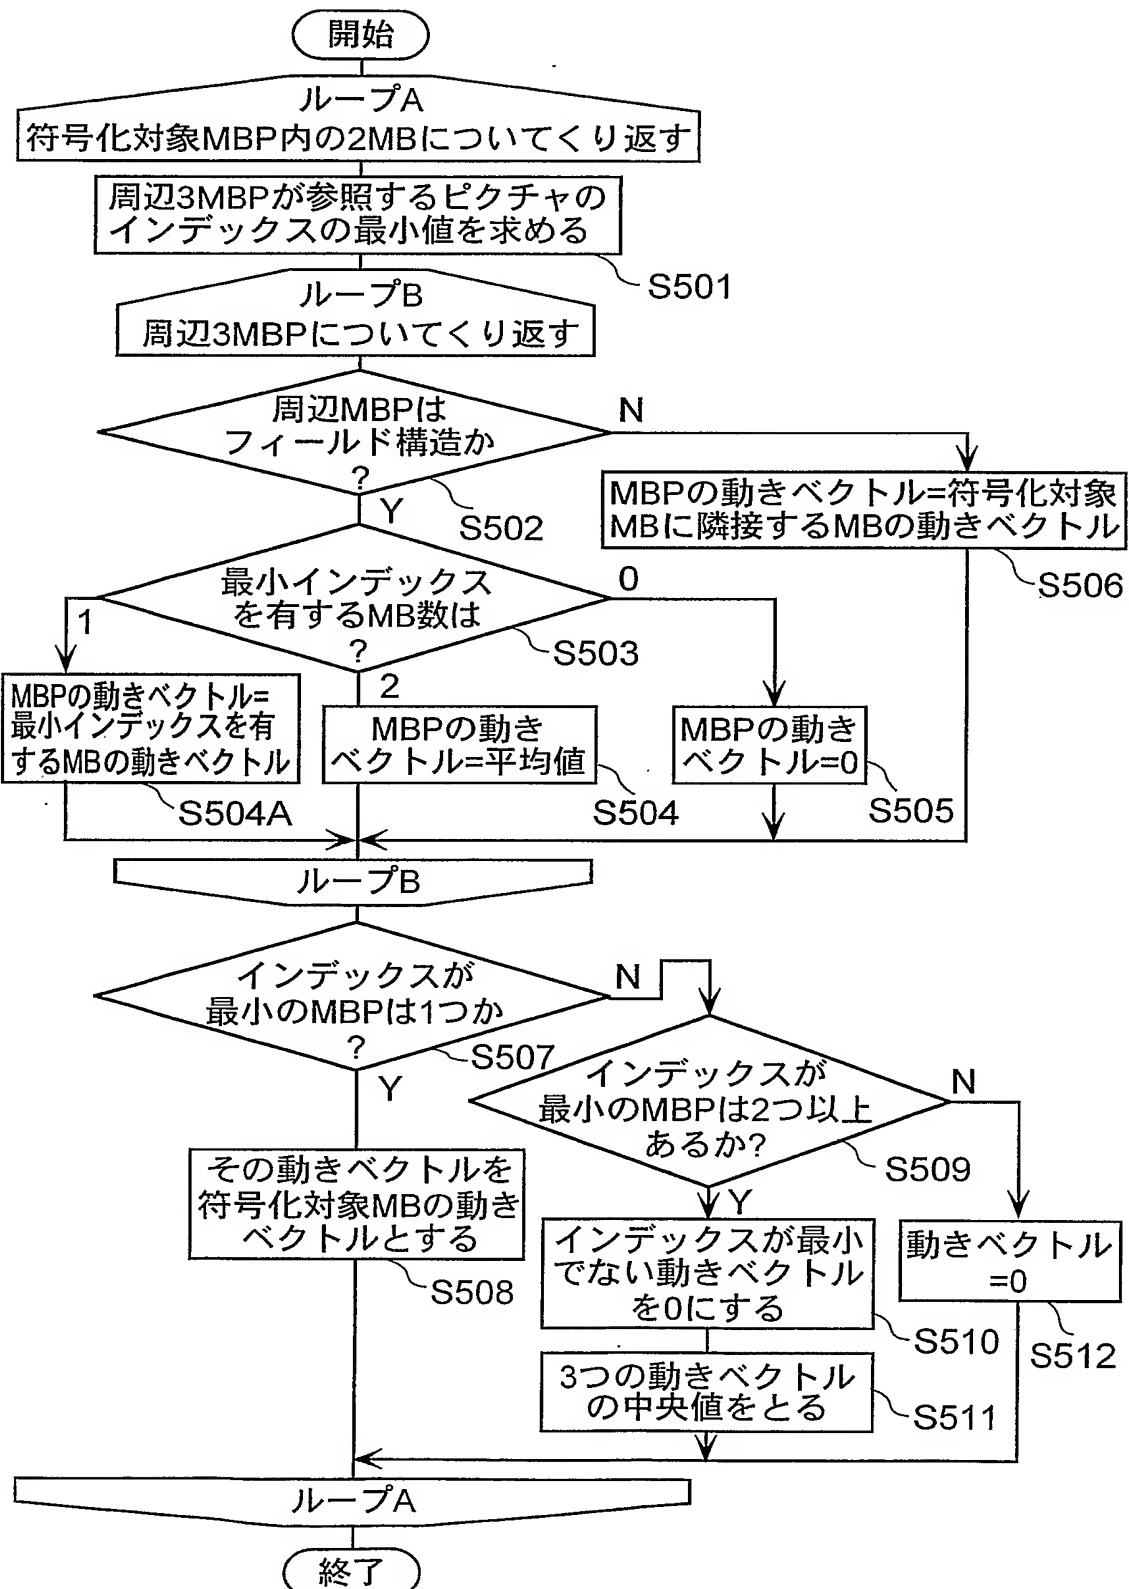 開始
ループA
符号化対象MBP内の2MBについてくり返す
周辺3MBPが参照するピクチャの
インデックスの最小値を求める
S501
ループB
周辺3MBPについてくり返す
周辺MBPは
フィールド構造か
?
N
Y
S502
MBPの動きベクトル=符号化対象
MBに隣接するMBの動きベクトル
S506
最小インデックス
を有するMB数は
?
0
1
2
S503
MBPの動きベクトル=
最小インデックスを有
するMBの動きベクトル
S504A
MBPの動き
ベクトル=平均値
S504
MBPの動き
ベクトル=0
S505
ループB
インデックスが
最小のMBPは1つか
?
N
Y
S507
インデックスが
最小のMBPは2つ以上
あるか?
N
Y
S509
その動きベクトルを
符号化対象MBの動き
ベクトルとする
S508
インデックスが最小
でない動きベクトル
を0にする
S510
動きベクトル
=0
S512
3つの動きベクトル
の中央値をとる
S511
ループA
終了